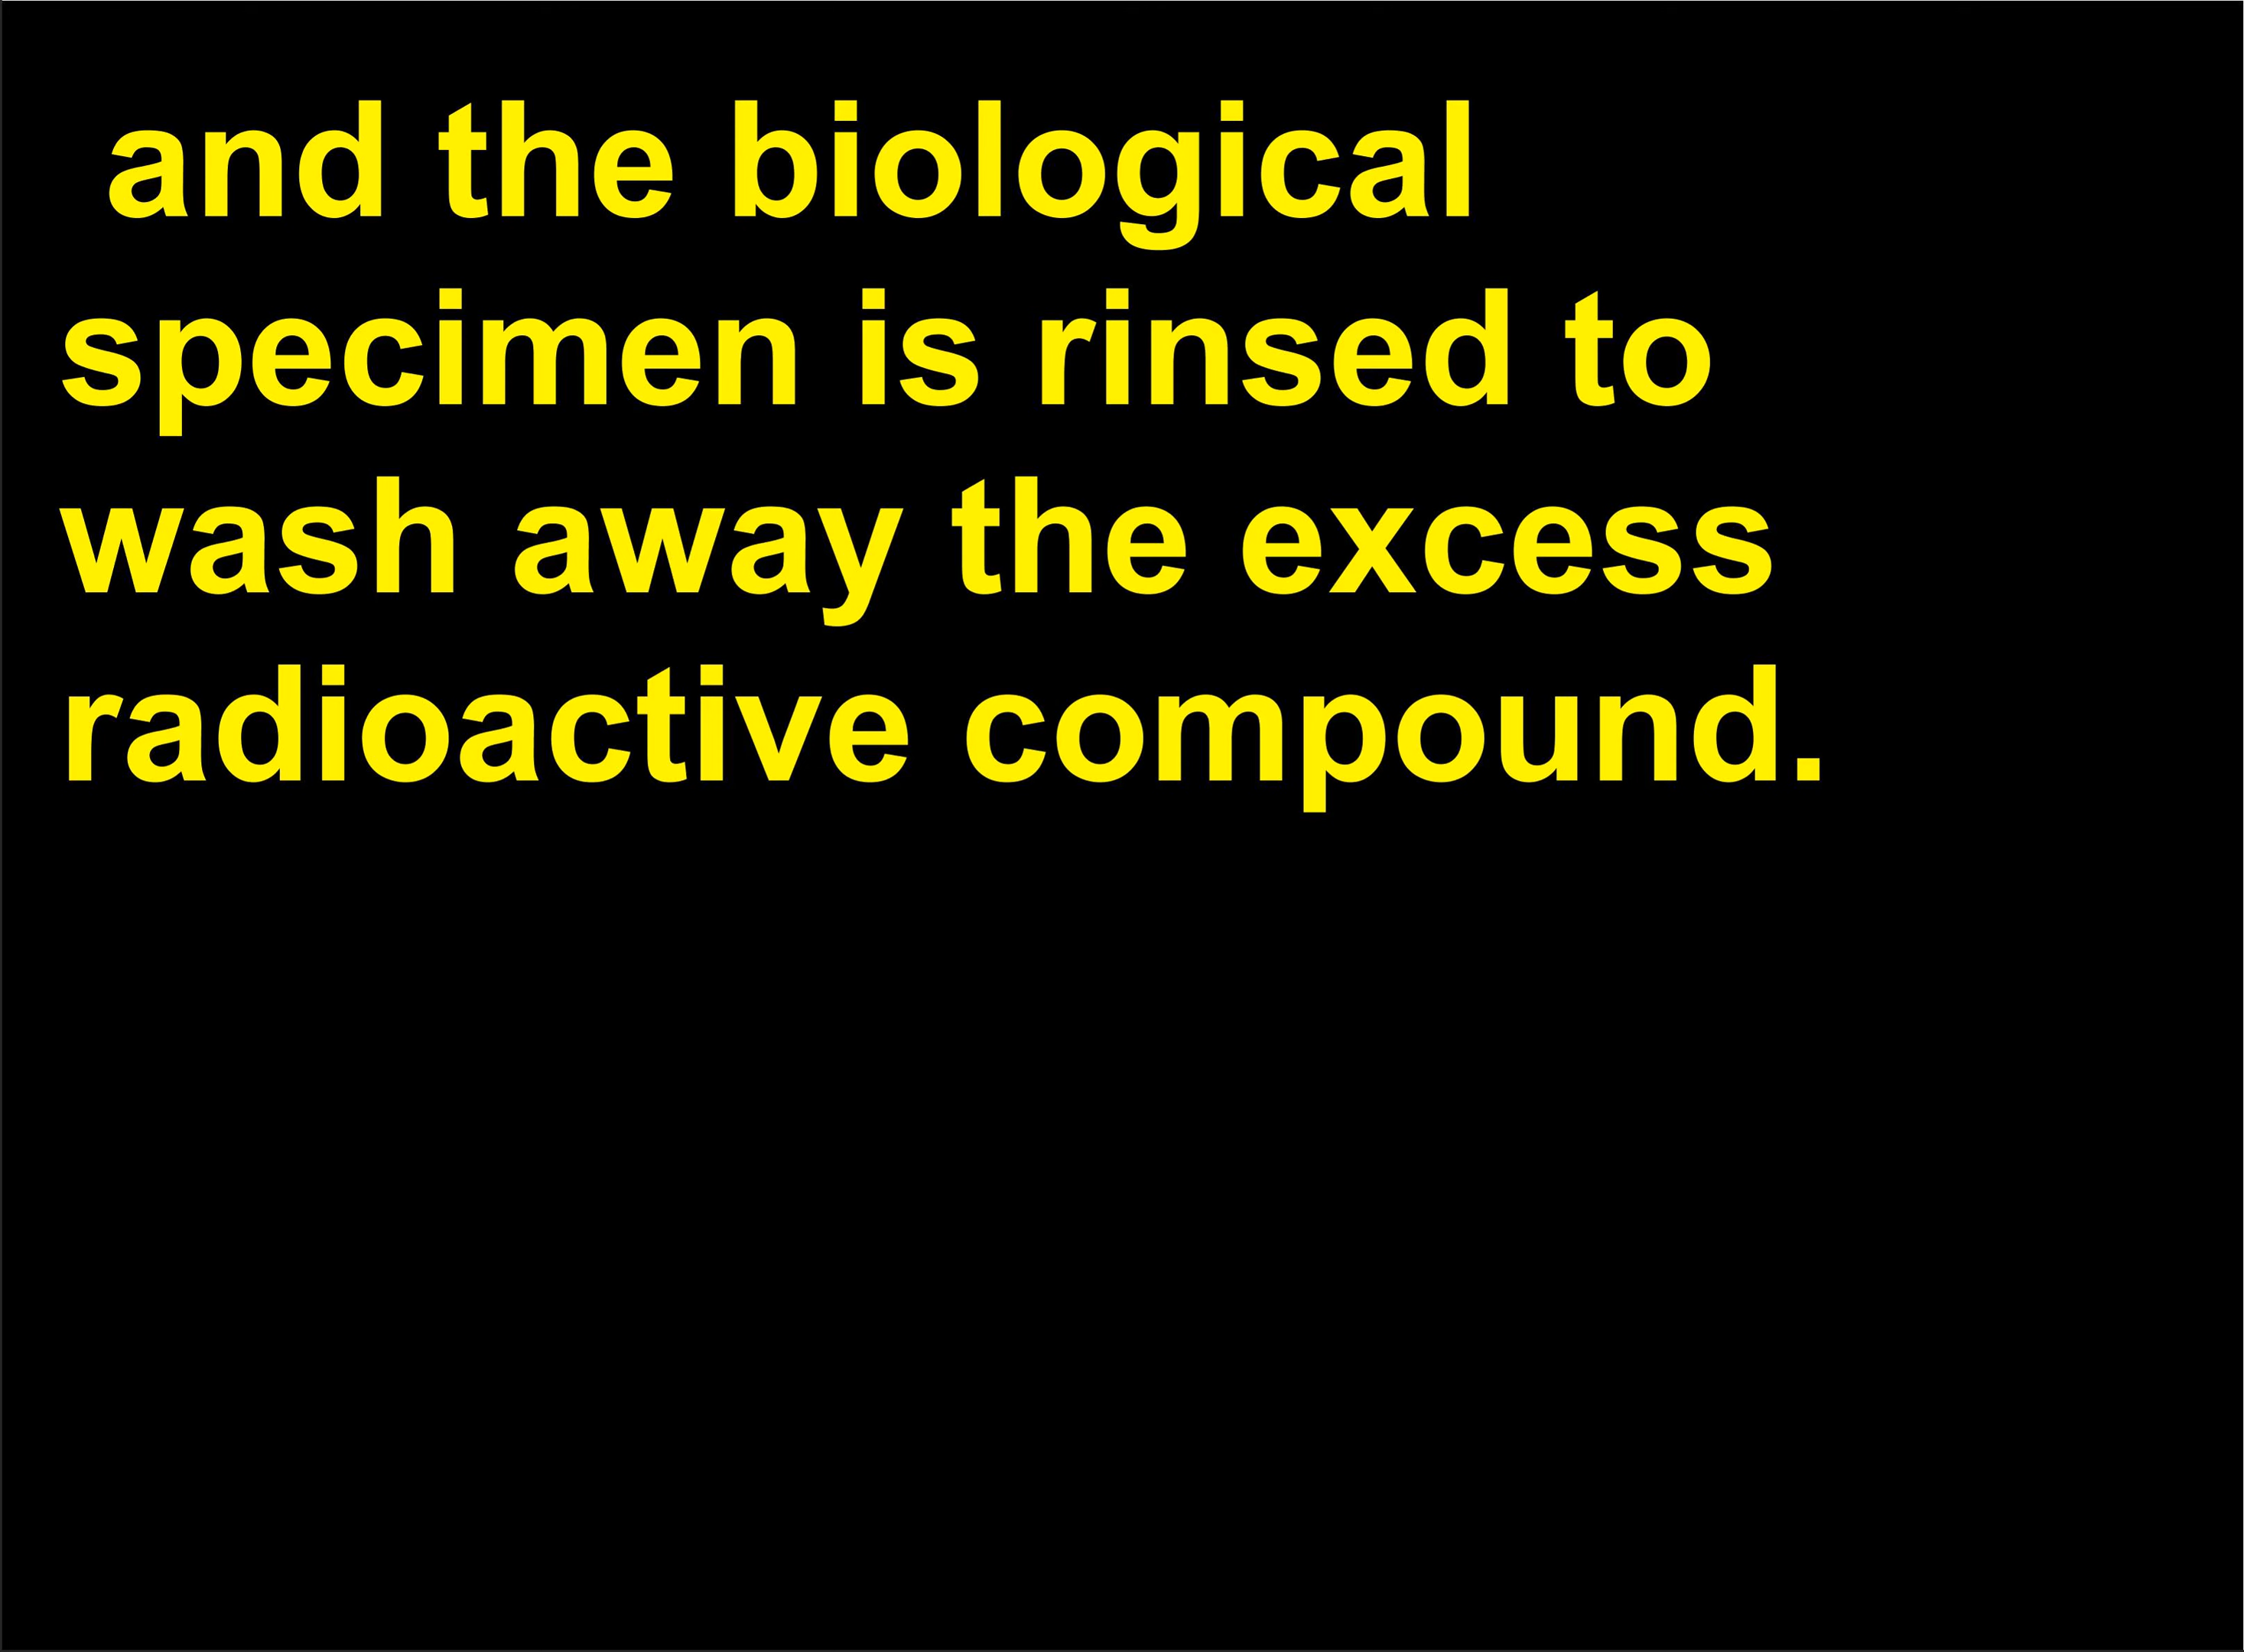 and the biological
specimen is rinsed to
wash away the excess
radioactive compound.